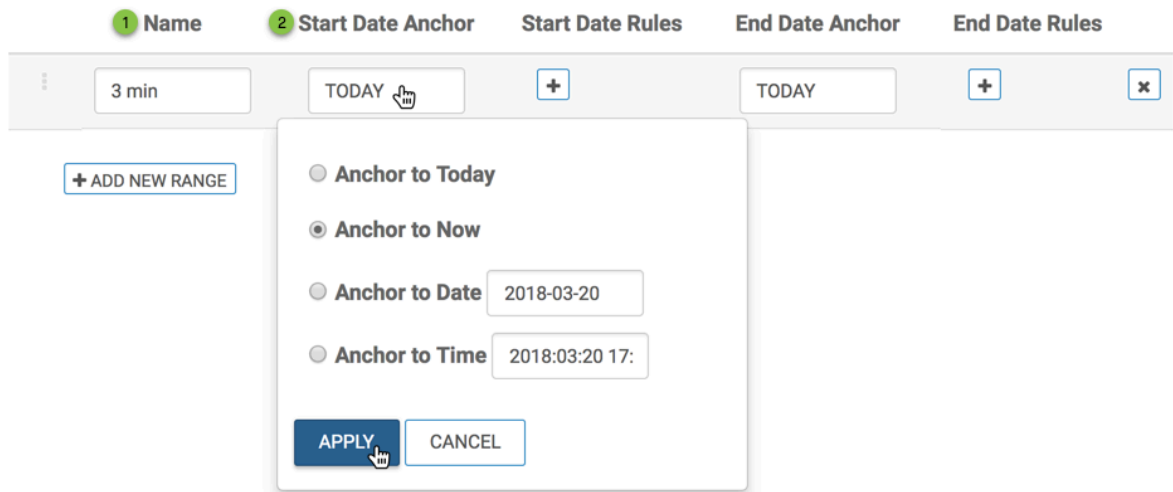 1 Name 2 Start Date Anchor Start Date Rules End Date Anchor End Date Rules
3 min TODAY + TODAY + ×
+ ADD NEW RANGE
Anchor to Today
Anchor to Now
Anchor to Date 2018-03-20
Anchor to Time 2018:03:20 17:
APPLY CANCEL